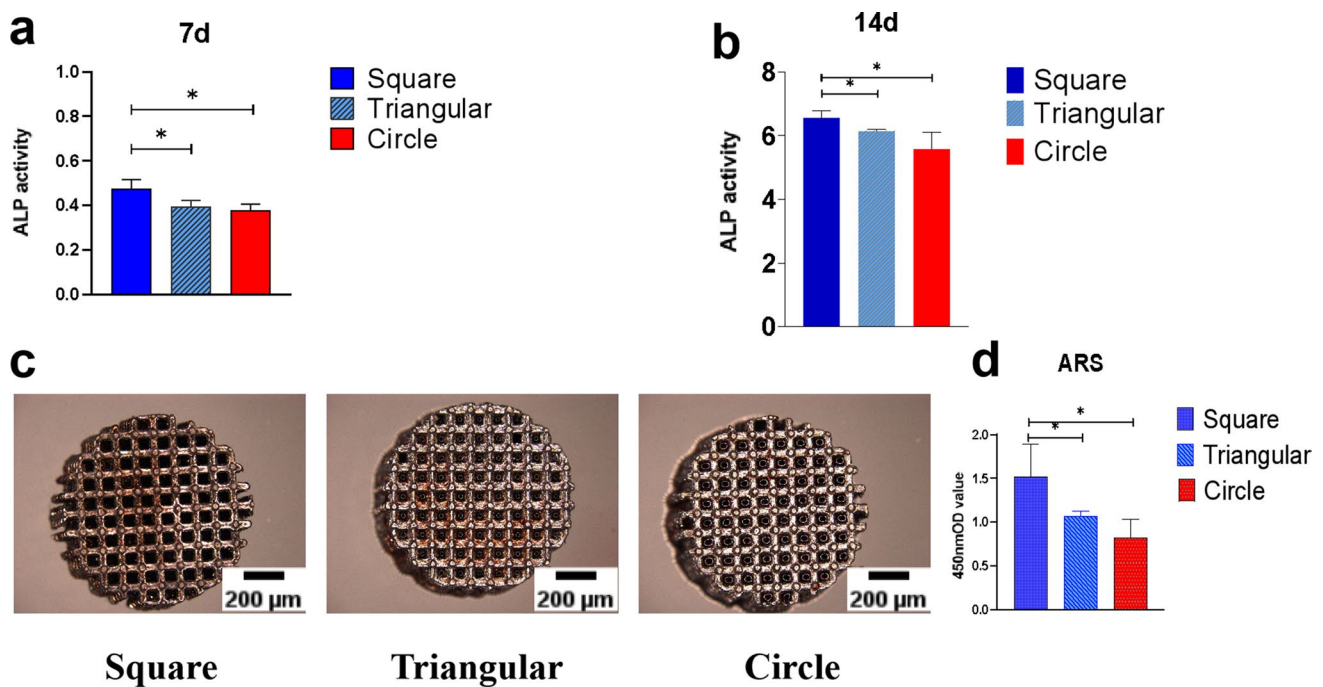 a
7d
ALP activity
1.0
0.8
0.6
0.4
0.2
0.0
*
*
Square
Triangular
Circle
b
14d
ALP activity
8
6
4
2
0
*
*
Square
Triangular
Circle
c
200 µm
200 µm
200 µm
Square
Triangular
Circle
d
ARS
450nmOD value
2.0
1.5
1.0
0.5
0.0
*
*
Square
Triangular
Circle